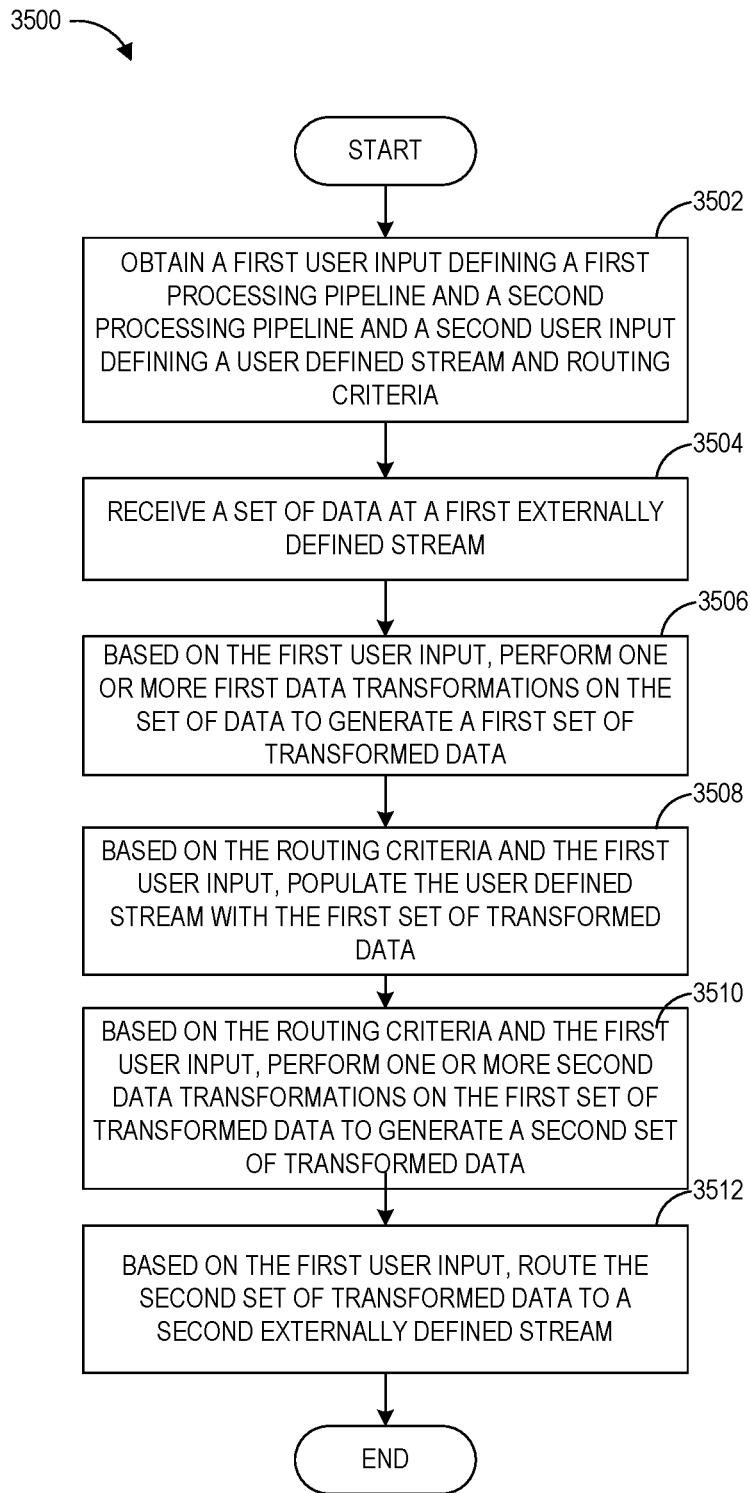 3500
START
3502
OBTAIN A FIRST USER INPUT DEFINING A FIRST
PROCESSING PIPELINE AND A SECOND
PROCESSING PIPELINE AND A SECOND USER INPUT
DEFINING A USER DEFINED STREAM AND ROUTING
CRITERIA
3504
RECEIVE A SET OF DATA AT A FIRST EXTERNALLY
DEFINED STREAM
3506
BASED ON THE FIRST USER INPUT, PERFORM ONE
OR MORE FIRST DATA TRANSFORMATIONS ON THE
SET OF DATA TO GENERATE A FIRST SET OF
TRANSFORMED DATA
3508
BASED ON THE ROUTING CRITERIA AND THE FIRST
USER INPUT, POPULATE THE USER DEFINED
STREAM WITH THE FIRST SET OF TRANSFORMED
DATA
3510
BASED ON THE ROUTING CRITERIA AND THE FIRST
USER INPUT, PERFORM ONE OR MORE SECOND
DATA TRANSFORMATIONS ON THE FIRST SET OF
TRANSFORMED DATA TO GENERATE A SECOND SET
OF TRANSFORMED DATA
3512
BASED ON THE FIRST USER INPUT, ROUTE THE
SECOND SET OF TRANSFORMED DATA TO A
SECOND EXTERNALLY DEFINED STREAM
END